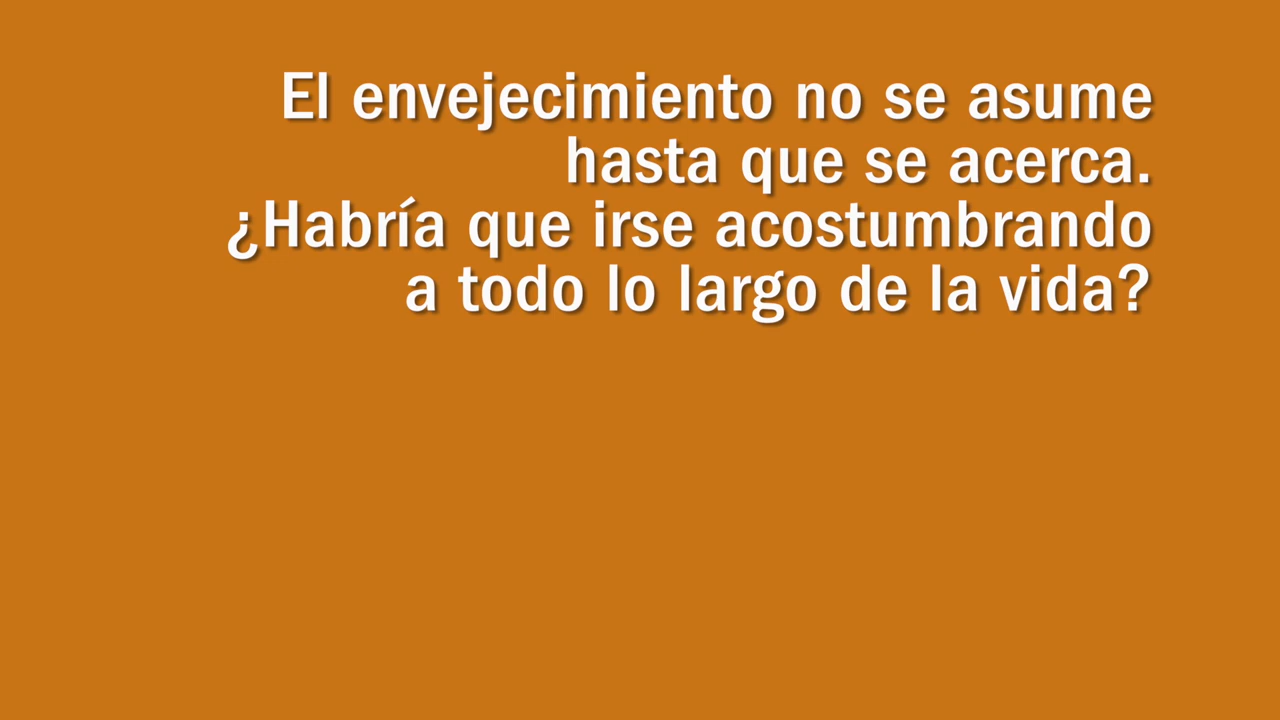 El envejecimiento no se asume
hasta que se acerca.
¿Habría que irse acostumbrando
a todo lo largo de la vida?